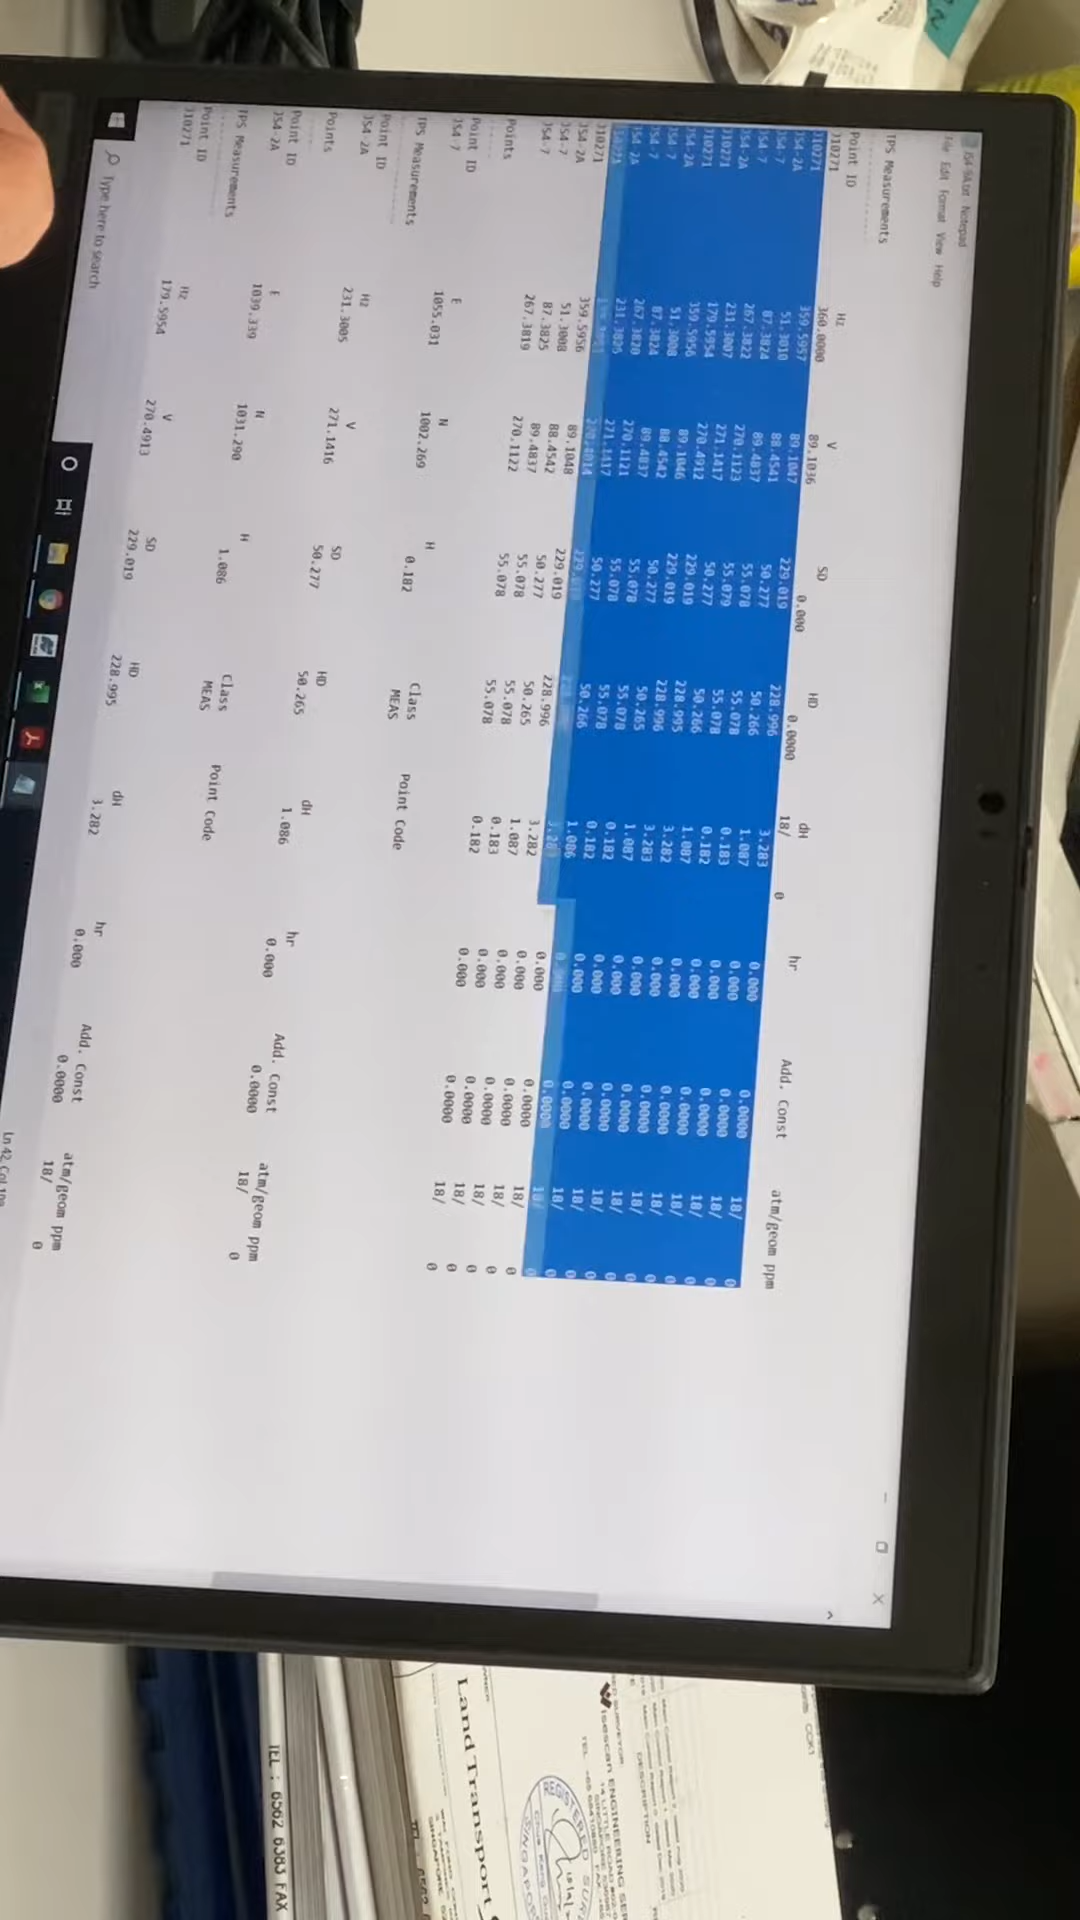 JS4-9A.txt - Notepad
File Edit Format View Help
TPS Measurements
Point ID Hz V SD HD dH hr Add. Const atm/geom ppm
J10271 360.0000 89.1036 0.000 0.0000 18/ 0
J10271 359.5957 89.1047 229.019 228.996 3.283 0.000 0.0000 18/ 0
JS4-2A 51.3010 88.4541 50.277 50.266 1.087 0.000 0.0000 18/ 0
JS4-7 87.3824 89.4837 55.078 55.078 0.183 0.000 0.0000 18/ 0
JS4-7 267.3822 270.1123 55.079 55.078 0.182 0.000 0.0000 18/ 0
JS4-2A 231.3007 271.1417 50.277 50.266 1.087 0.000 0.0000 18/ 0
J10271 179.5954 270.4912 229.019 228.995 3.282 0.000 0.0000 18/ 0
J10271 359.5956 89.1046 229.019 228.996 3.283 0.000 0.0000 18/ 0
JS4-2A 51.3008 88.4542 50.277 50.265 1.087 0.000 0.0000 18/ 0
JS4-7 87.3824 89.4837 55.078 55.078 0.182 0.000 0.0000 18/ 0
JS4-7 267.3820 270.1121 55.078 55.078 0.182 0.000 0.0000 18/ 0
JS4-2A 271.1417 50.277 50.266 1.086 0.000 0.0000 18/ 0
J10271 18/ 0
J10271 359.5956 89.1048 229.019 228.996 3.282 0.000 0.0000 18/ 0
JS4-2A 51.3008 88.4542 50.277 50.265 1.087 0.000 0.0000 18/ 0
JS4-7 87.3825 89.4837 55.078 55.078 0.183 0.000 0.0000 18/ 0
JS4-7 267.3819 270.1122 55.078 55.078 0.182 0.000 0.0000 18/ 0
Points
Point ID E N H Class Point Code
JS4-7 1055.031 1002.269 0.182 MEAS
TPS Measurements
Point ID Hz V SD HD dH hr Add. Const atm/geom ppm
JS4-2A 231.3005 271.1416 50.277 50.265 1.086 0.000 0.0000 18/ 0
Points
Point ID E N H Class Point Code
JS4-2A 1039.339 1031.290 1.086 MEAS
TPS Measurements
Point ID Hz V SD HD dH hr Add. Const atm/geom ppm
J10271 179.5954 270.4913 229.019 228.995 3.282 0.000 0.0000 18/ 0
Type here to search
Ln 42, Col
DESCRIPTION
ENGINEERING
Land Transport
REGISTERED
TEL : 6562 6383 FAX